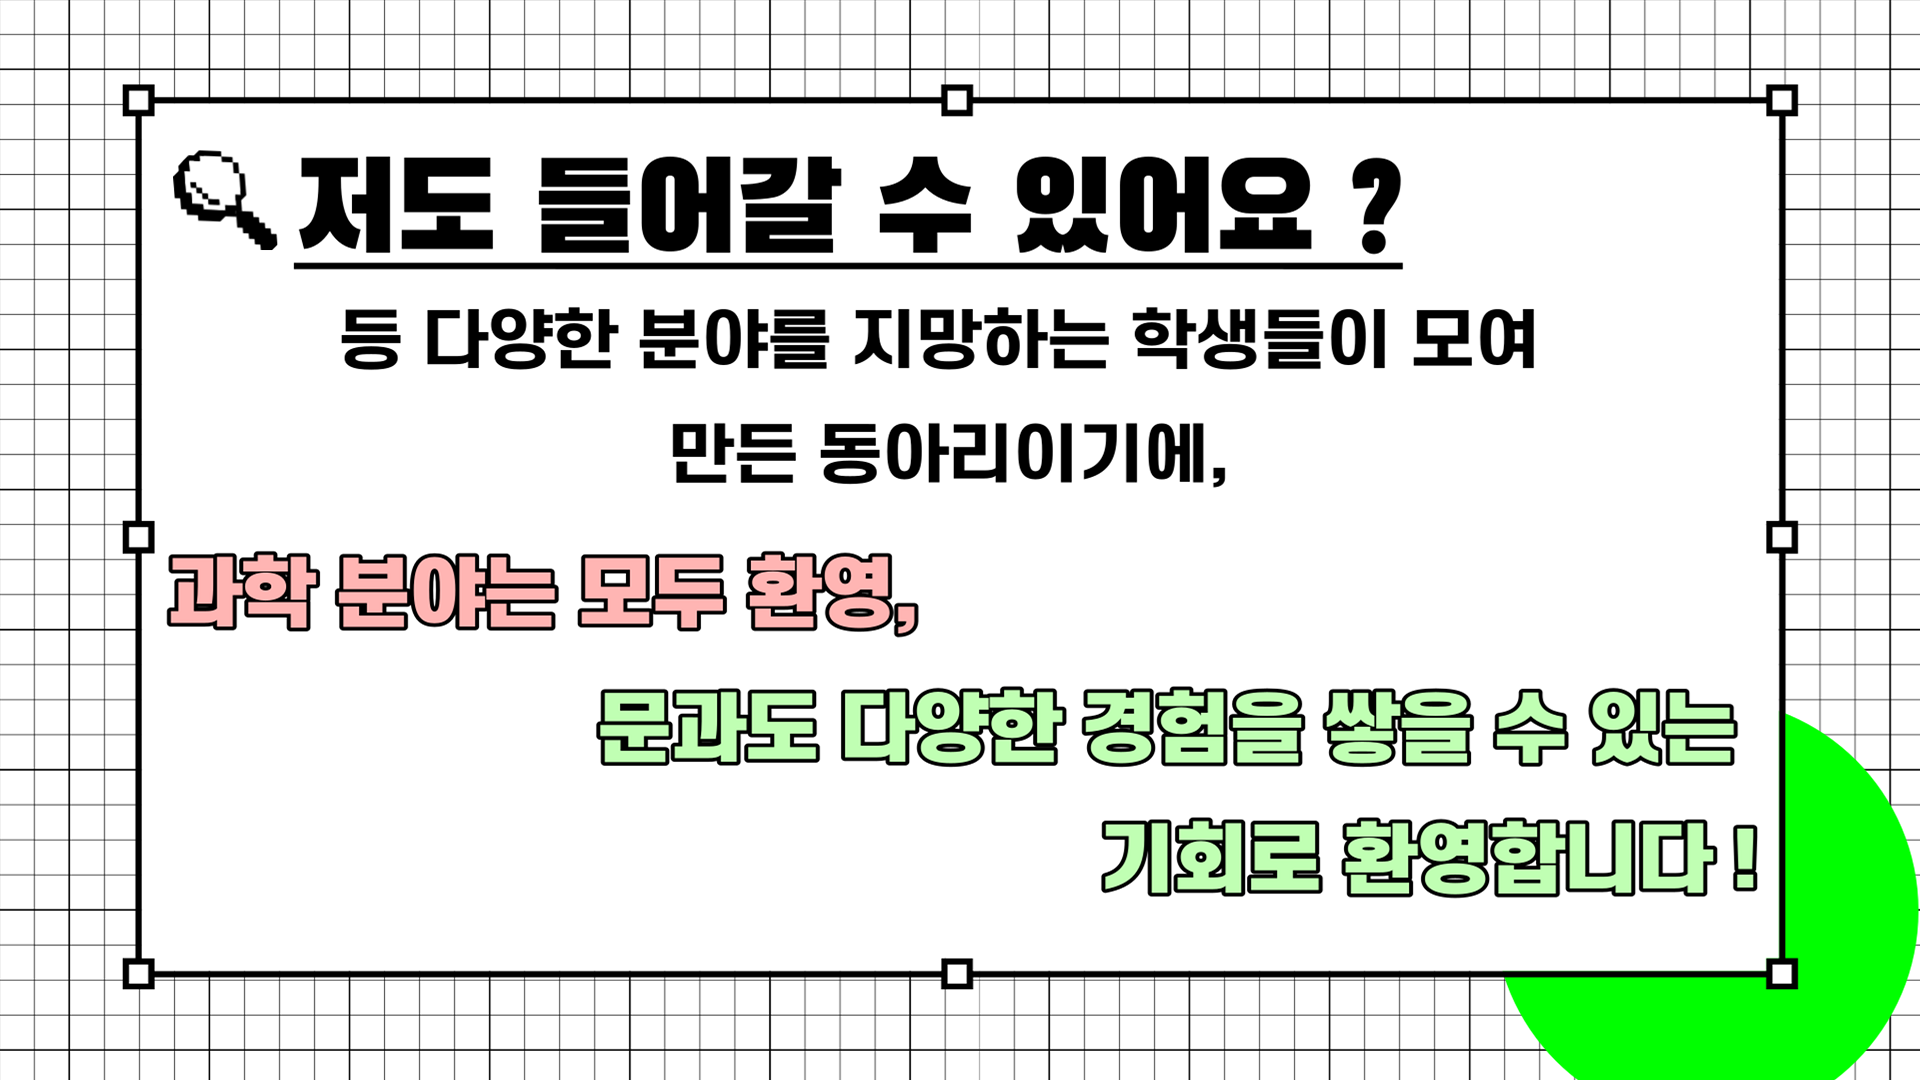 저도 들어갈 수 있어요 ?
등 다양한 분야를 지망하는 학생들이 모여
만든 동아리이기에,
과학 분야는 모두 환영,
문과도 다양한 경험을 쌓을 수 있는
기회로 환영합니다 !